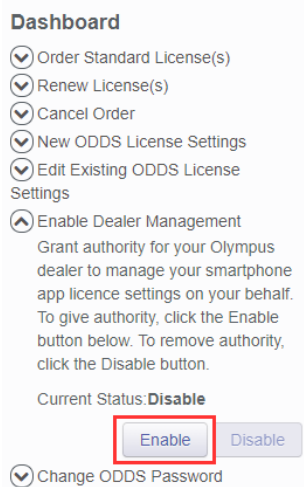 Dashboard
Order Standard License(s)
Renew License(s)
Cancel Order
New ODDS License Settings
Edit Existing ODDS License
Settings
Enable Dealer Management
Grant authority for your Olympus
dealer to manage your smartphone
app licence settings on your behalf.
To give authority, click the Enable
button below. To remove authority,
click the Disable button.
Current Status:Disable
Enable Disable
Change ODDS Password